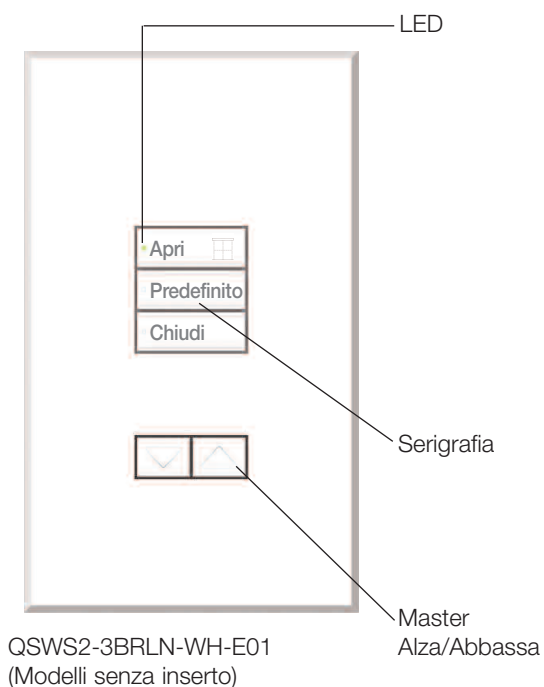 LED
Apri
Predefinito
Chiudi
Serigrafia
Master
Alza/Abbassa
QSWS2-3BRLN-WH-E01
(Modelli senza inserto)